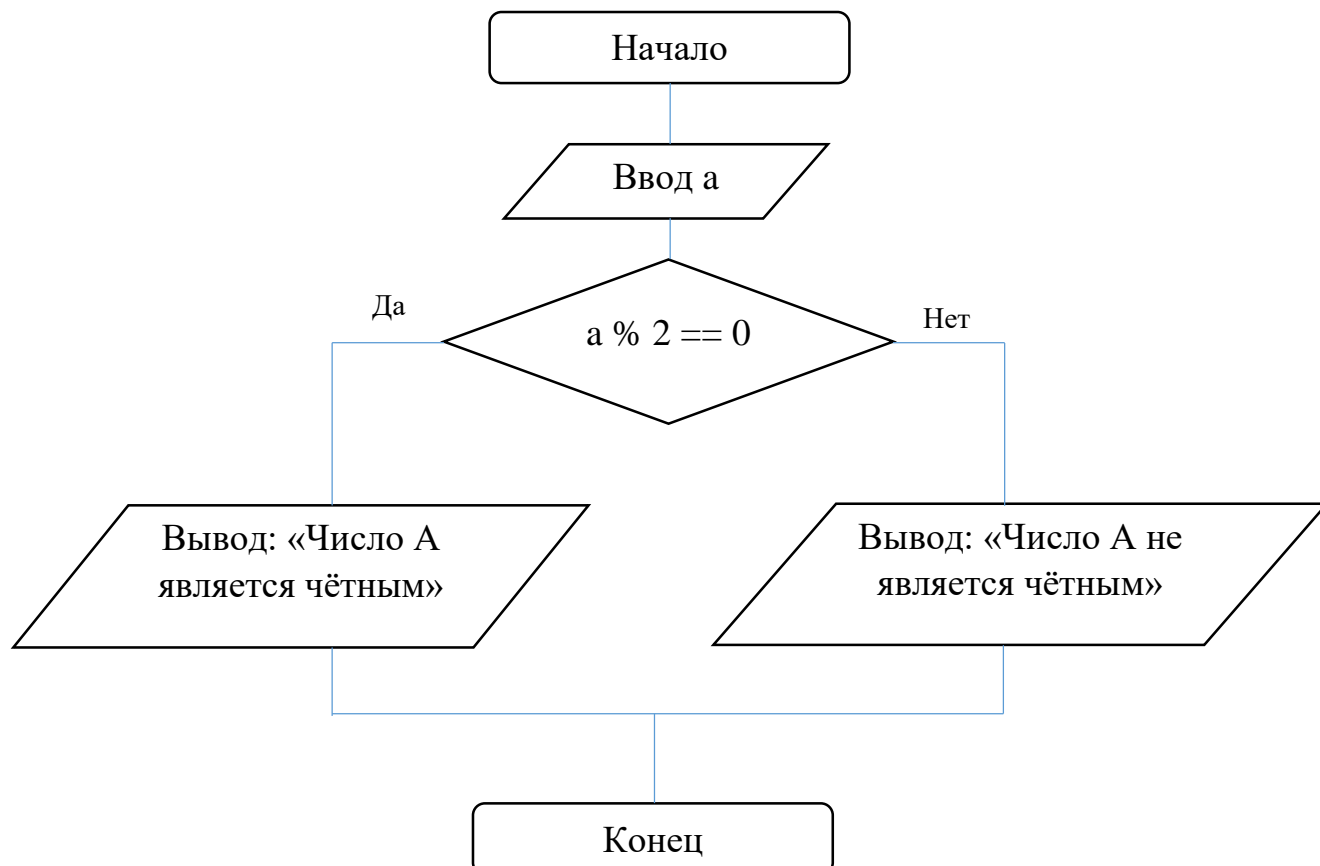 Начало
Ввод а
Да
Нет
а % 2 == 0
Вывод: «Число А
является чётным»
Вывод: «Число А не
является чётным»
Конец